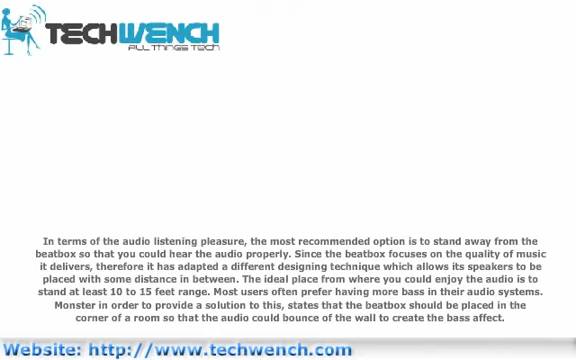 TECHWENCH
ALL THINGS TECH
In terms of the audio listening pleasure, the most recommended option is to stand away from the
beatbox so that you could hear the audio properly. Since the beatbox focuses on the quality of music
it delivers, therefore it has adapted a different designing technique which allows its speakers to be
placed with some distance in between. The ideal place from where you could enjoy the audio is to
stand at least 10 to 15 feet range. Most users often prefer having more bass in their audio systems.
Monster in order to provide a solution to this, states that the beatbox should be placed in the
corner of a room so that the audio could bounce of the wall to create the bass affect.
Website: http://www.techwench.com